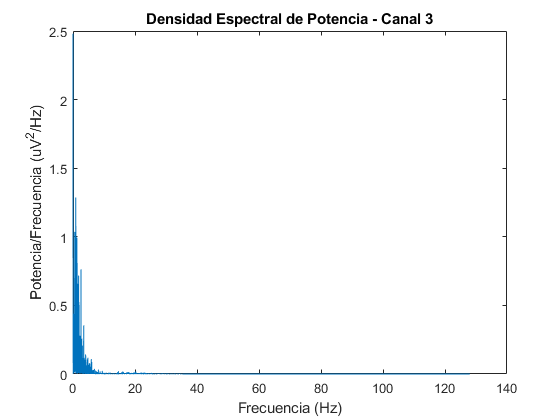 Densidad Espectral de Potencia - Canal 3
Potencia/Frecuencia (uV²/Hz)
2.5
2
1.5
1
0.5
0
0 20 40 60 80 100 120 140
Frecuencia (Hz)